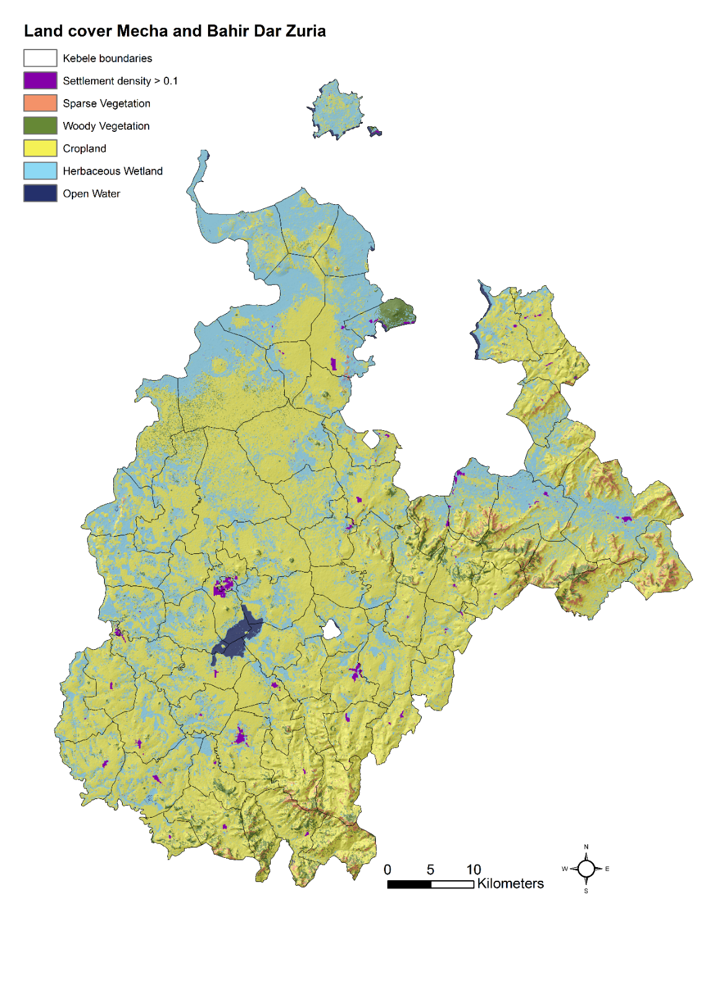 Land cover Mecha and Bahir Dar Zuria
Kebele boundaries
Settlement density > 0.1
Sparse Vegetation
Woody Vegetation
Cropland
Herbaceous Wetland
Open Water
N
W E
S
0 5 10
Kilometers